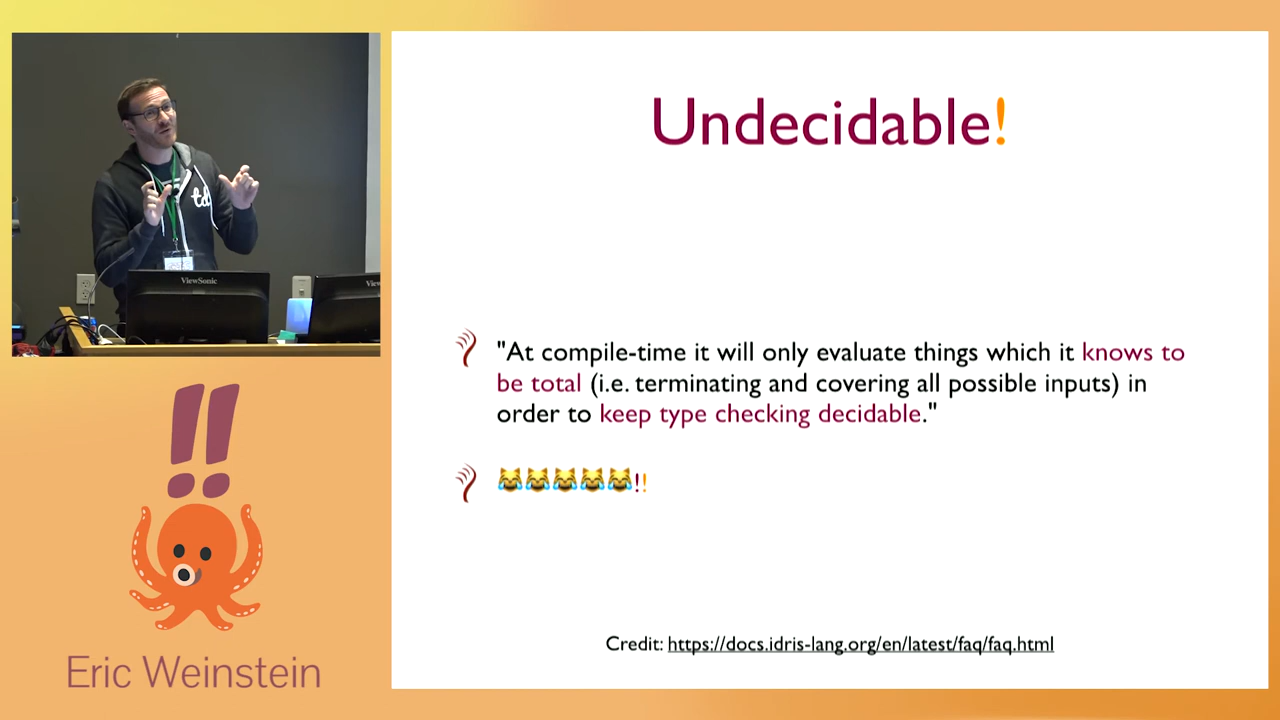 Undecidable!
"At compile-time it will only evaluate things which it knows to
be total (i.e. terminating and covering all possible inputs) in
order to keep type checking decidable."
😹😹😹😹😹!!
Credit: https://docs.idris-lang.org/en/latest/faq/faq.html
ViewSonic
!!
Eric Weinstein